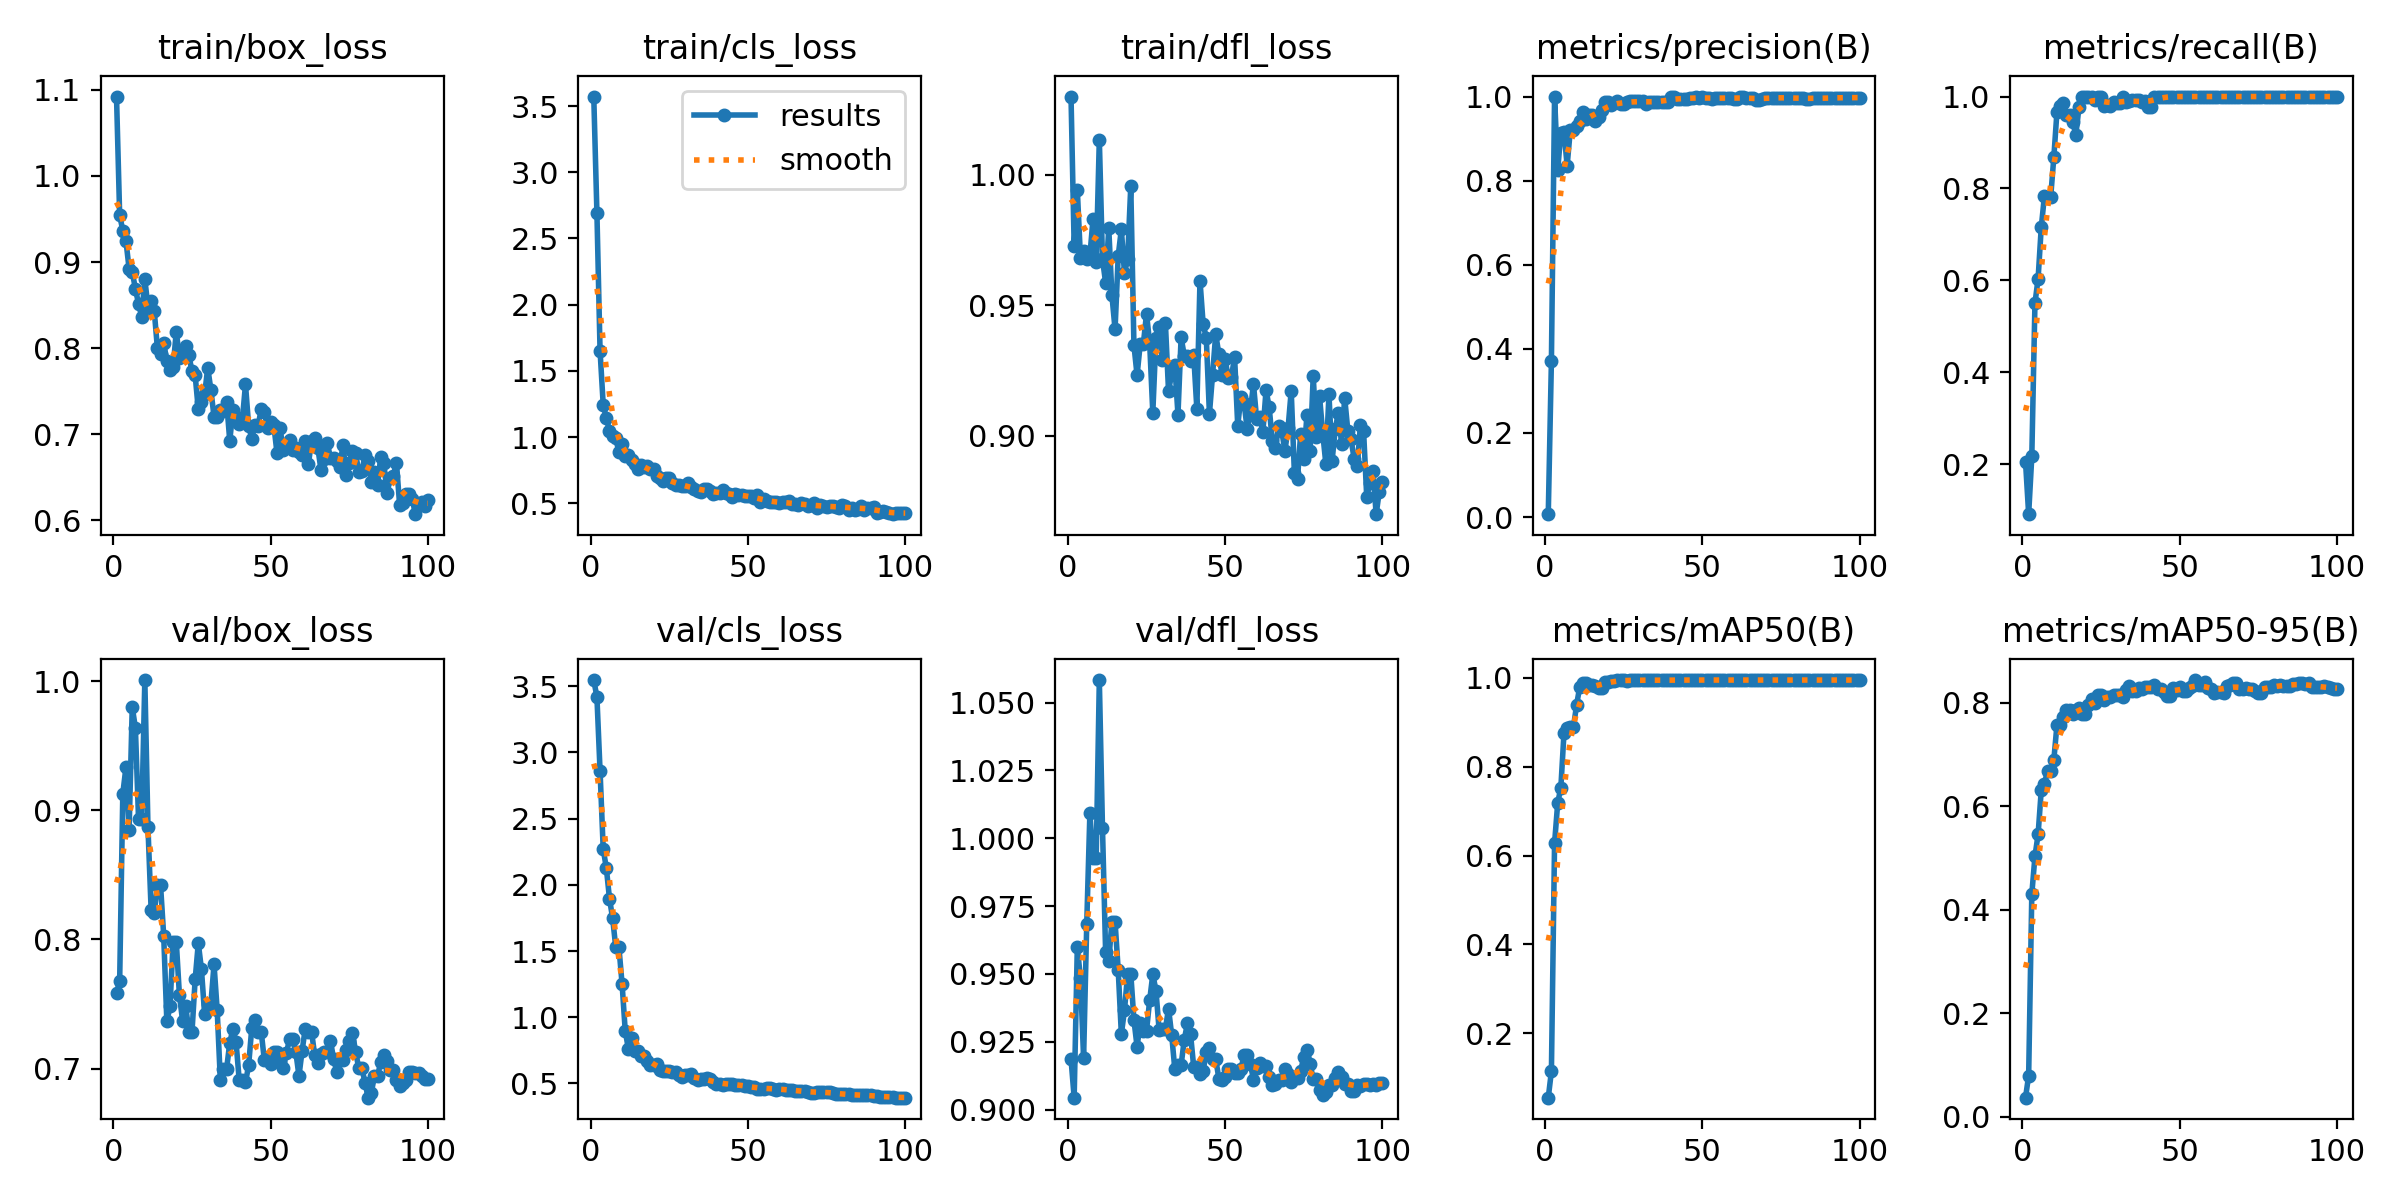 train/box_loss
1.1
1.0
0.9
0.8
0.7
0.6
0 50 100
train/cls_loss
results
smooth
3.5
3.0
2.5
2.0
1.5
1.0
0.5
0 50 100
train/dfl_loss
1.00
0.95
0.90
0 50 100
metrics/precision(B)
1.0
0.8
0.6
0.4
0.2
0.0
0 50 100
metrics/recall(B)
1.0
0.8
0.6
0.4
0.2
0 50 100
val/box_loss
1.0
0.9
0.8
0.7
0 50 100
val/cls_loss
3.5
3.0
2.5
2.0
1.5
1.0
0.5
0 50 100
val/dfl_loss
1.050
1.025
1.000
0.975
0.950
0.925
0.900
0 50 100
metrics/mAP50(B)
1.0
0.8
0.6
0.4
0.2
0 50 100
metrics/mAP50-95(B)
0.8
0.6
0.4
0.2
0.0
0 50 100